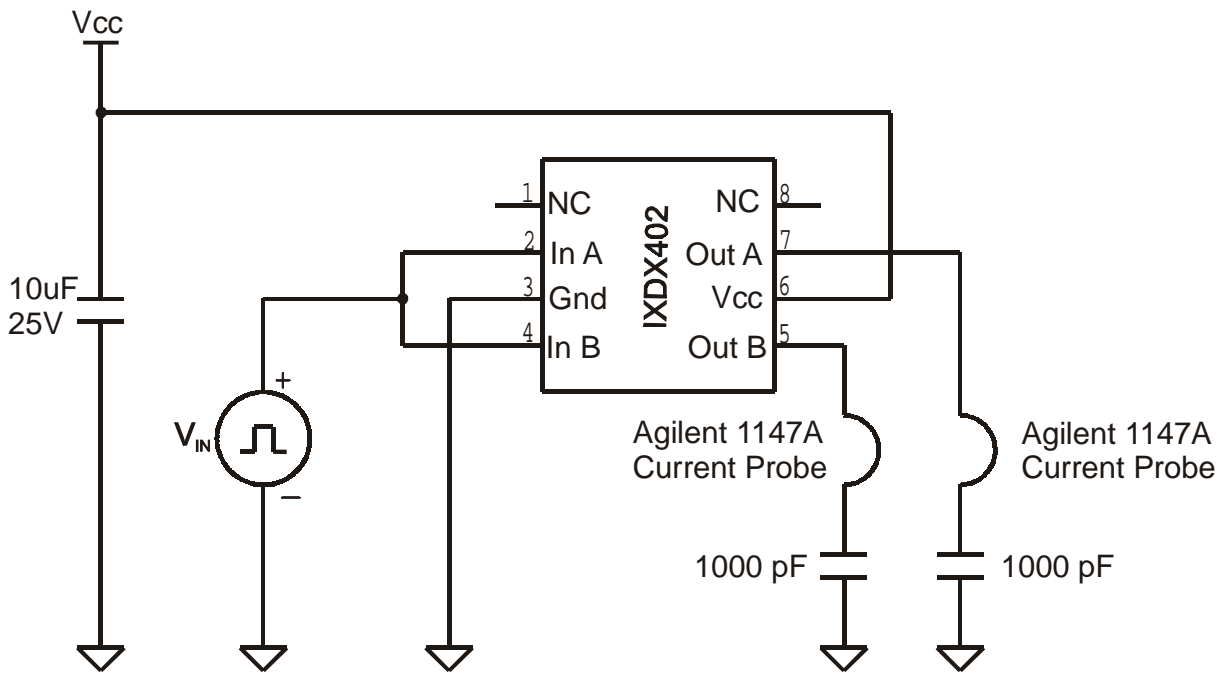 Vcc
10uF
25V
+
V IN
−
IXDX402
1
NC
2
In A
3
Gnd
4
In B
NC
8
Out A
7
Vcc
6
Out B
5
Agilent 1147A
Current Probe
Agilent 1147A
Current Probe
1000 pF
1000 pF